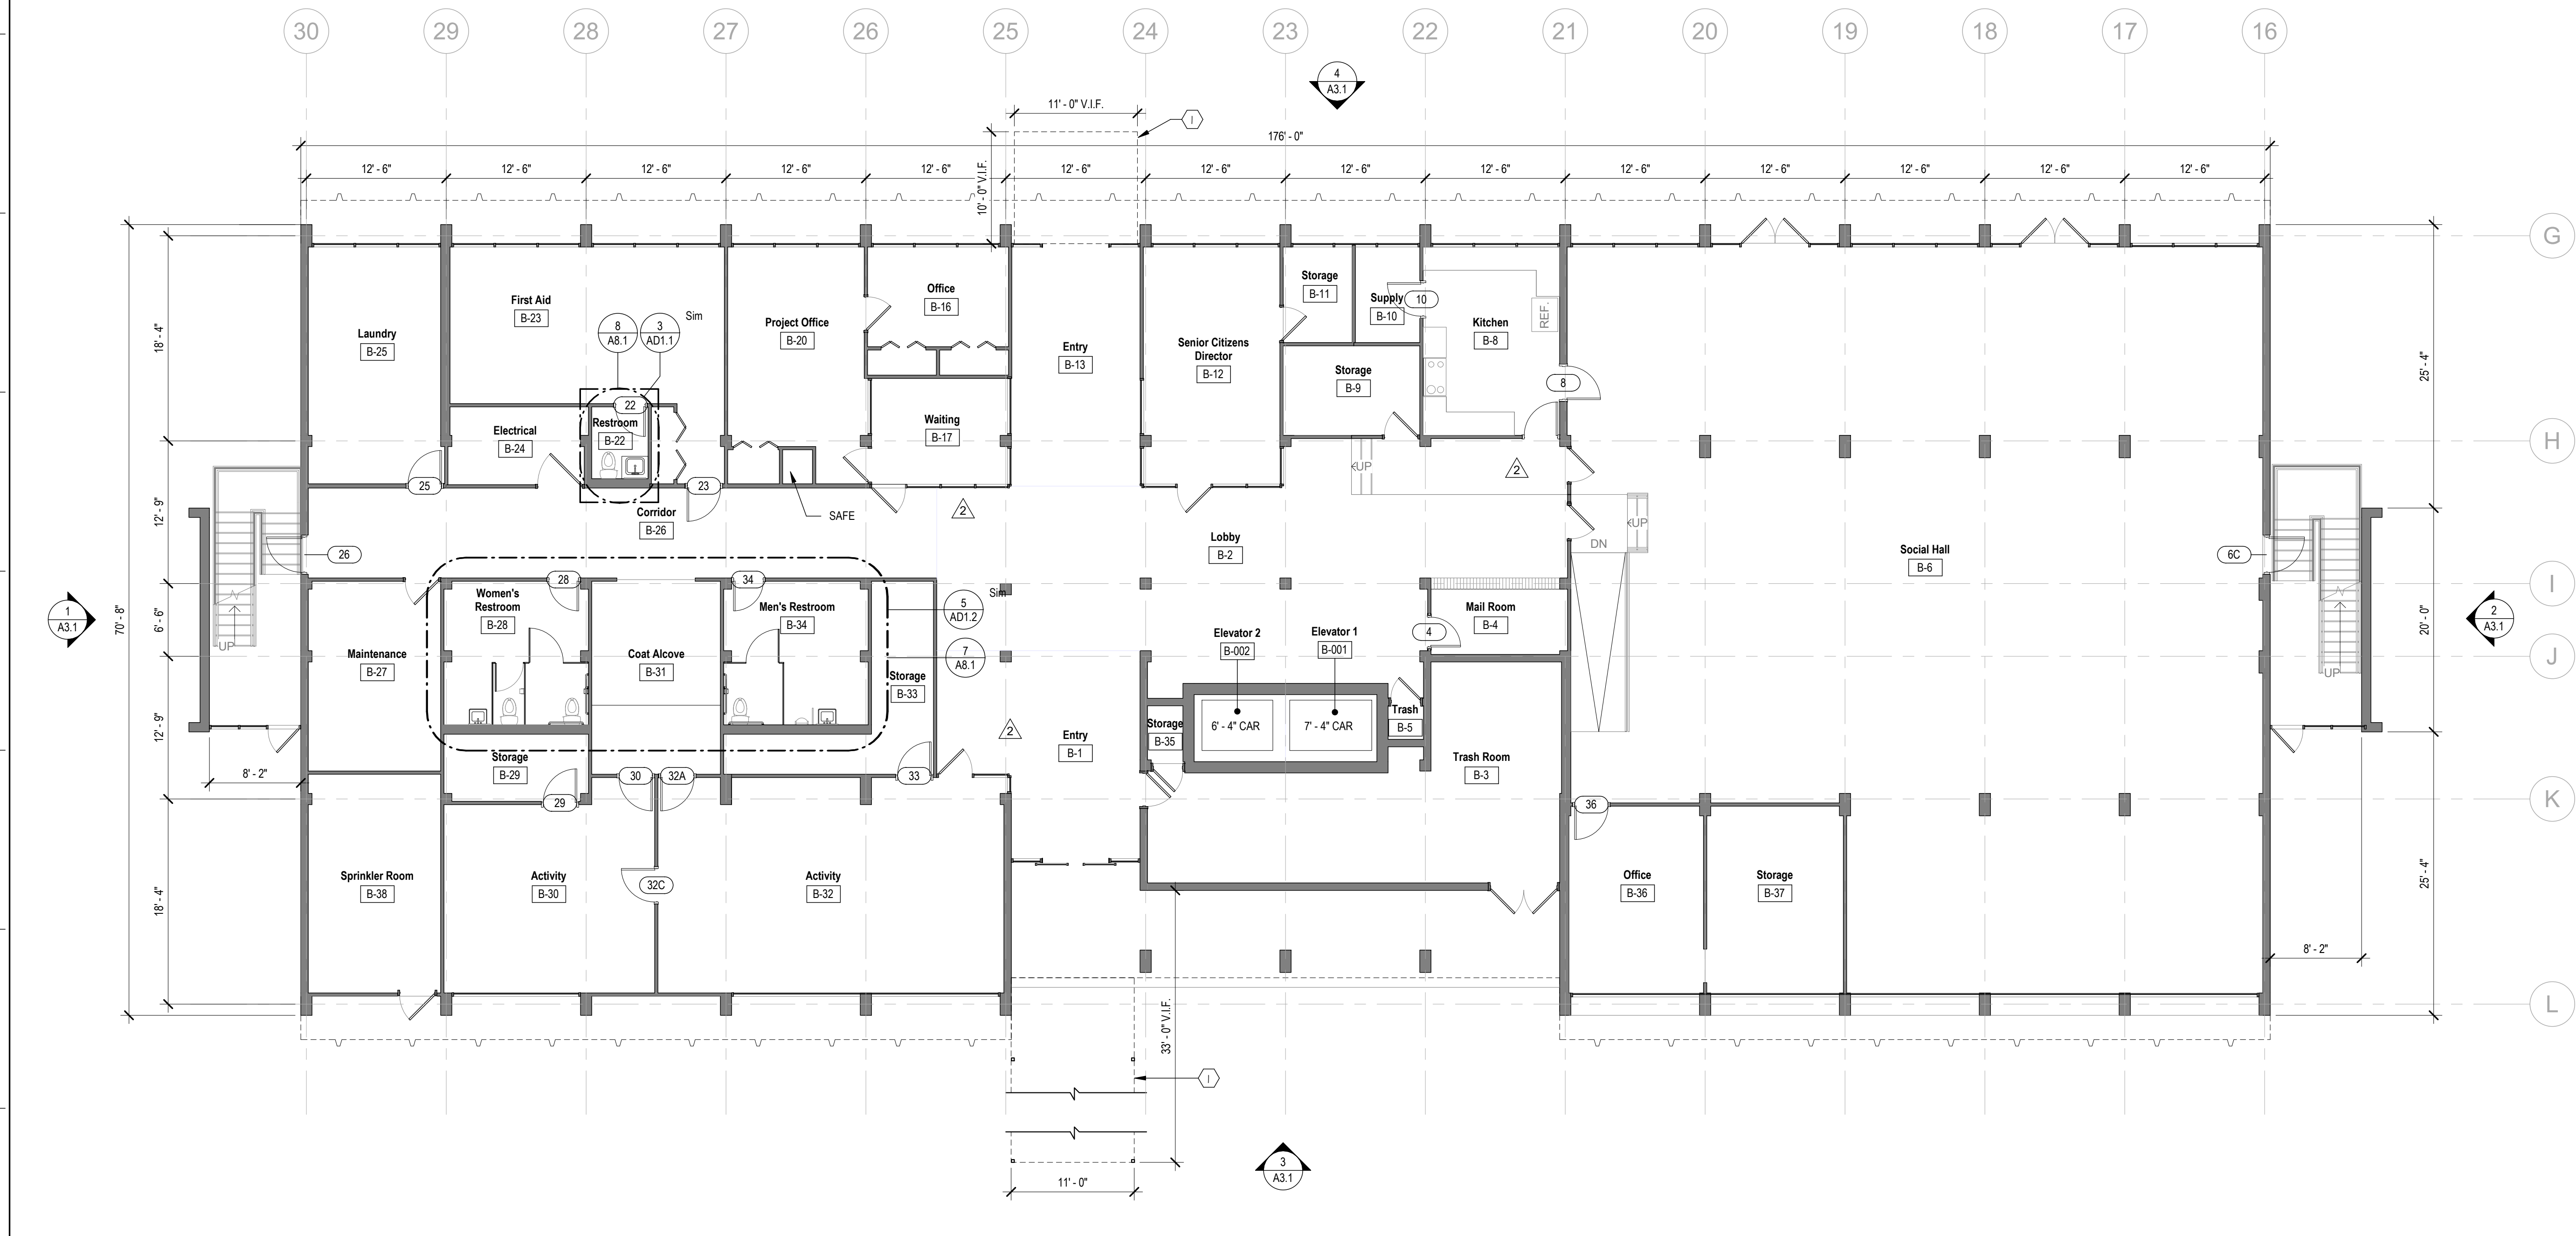 30 29 28 27 26 25 24 23 22 21 20 19 18 17 16
4
A3.1
11' - 0" V.I.F.
I
176' - 0"
12' - 6" 12' - 6" 12' - 6" 12' - 6" 12' - 6" 12' - 6" 12' - 6" 12' - 6" 12' - 6" 12' - 6" 12' - 6" 12' - 6" 12' - 6" 12' - 6"
10' - 0" V.I.F.
G
H
I
J
K
L
70' - 8"
18' - 4"
12' - 9"
6' - 6"
12' - 9"
18' - 4"
25' - 4"
20' - 0"
25' - 4"
8' - 2"
8' - 2"
1
A3.1
2
A3.1
Laundry
B-25
First Aid
B-23
8
A8.1
3
AD1.1
Sim
Project Office
B-20
Office
B-16
Entry
B-13
Senior Citizens
Director
B-12
Storage
B-11
Supply
B-10
10
Kitchen
B-8
REF.
8
Storage
B-9
Waiting
B-17
22
Restroom
B-22
Electrical
B-24
25
23
SAFE
Corridor
B-26
26
2
2
UP
UP
DN
Lobby
B-2
Social Hall
B-6
6C
UP
UP
28
34
Women's
Restroom
B-28
Men's Restroom
B-34
5
AD1.2
Sim
7
A8.1
Maintenance
B-27
Coat Alcove
B-31
Storage
B-33
Elevator 2
B-002
Elevator 1
B-001
4
Mail Room
B-4
6' - 4" CAR
7' - 4" CAR
Storage
B-35
Trash
B-5
2
Entry
B-1
Trash Room
B-3
Storage
B-29
30
32A
33
29
36
Sprinkler Room
B-38
Activity
B-30
32C
Activity
B-32
Office
B-36
Storage
B-37
33' - 0" V.I.F.
I
11' - 0"
3
A3.1